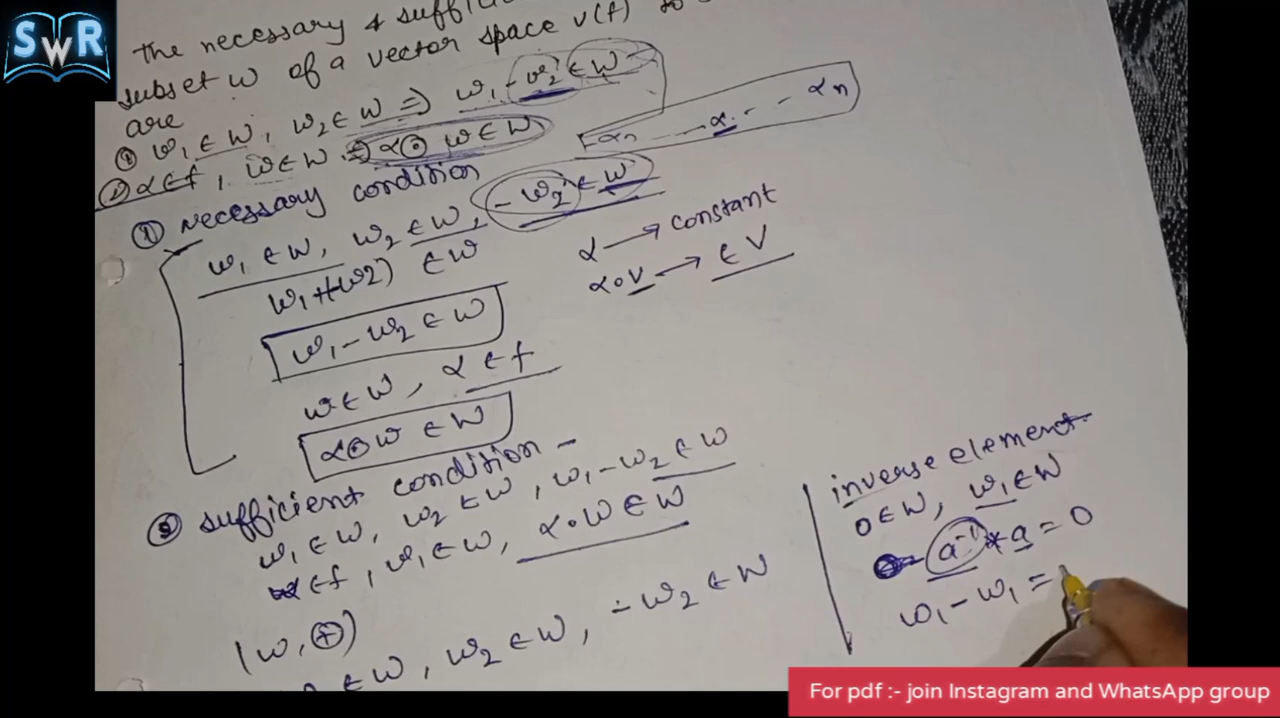 SWR
The necessary & suffic
subset W of a vector space V(f) to
are
① w₁ ∈ W, w₂ ∈ W ⇒ w₁ - w₂ ∈ W
② α ∈ f, w ∈ W ⇒ α⊙ w ∈ W
αn --- α - - αn
① Necessary condition
w₁ ∈ W, w₂ ∈ W, -w₂ ∈ W
w₁+(-w2) ∈ W
w₁ - w₂ ∈ W
w ∈ W, α ∈ f
α⊙w ∈ W
α → constant
α∘v → ∈ V
② sufficient condition -
w₁ ∈ W, w₂ ∈ W, w₁ - w₂ ∈ W
α ∈ f, w₁ ∈ W, α∘w ∈ W
(W, ⊕)
∈ W, w₂ ∈ W, -w₂ ∈ W
inverse element
0 ∈ W, w₁ ∈ W
a⁻¹ * a = 0
w₁ - w₁ =
For pdf :- join Instagram and WhatsApp group